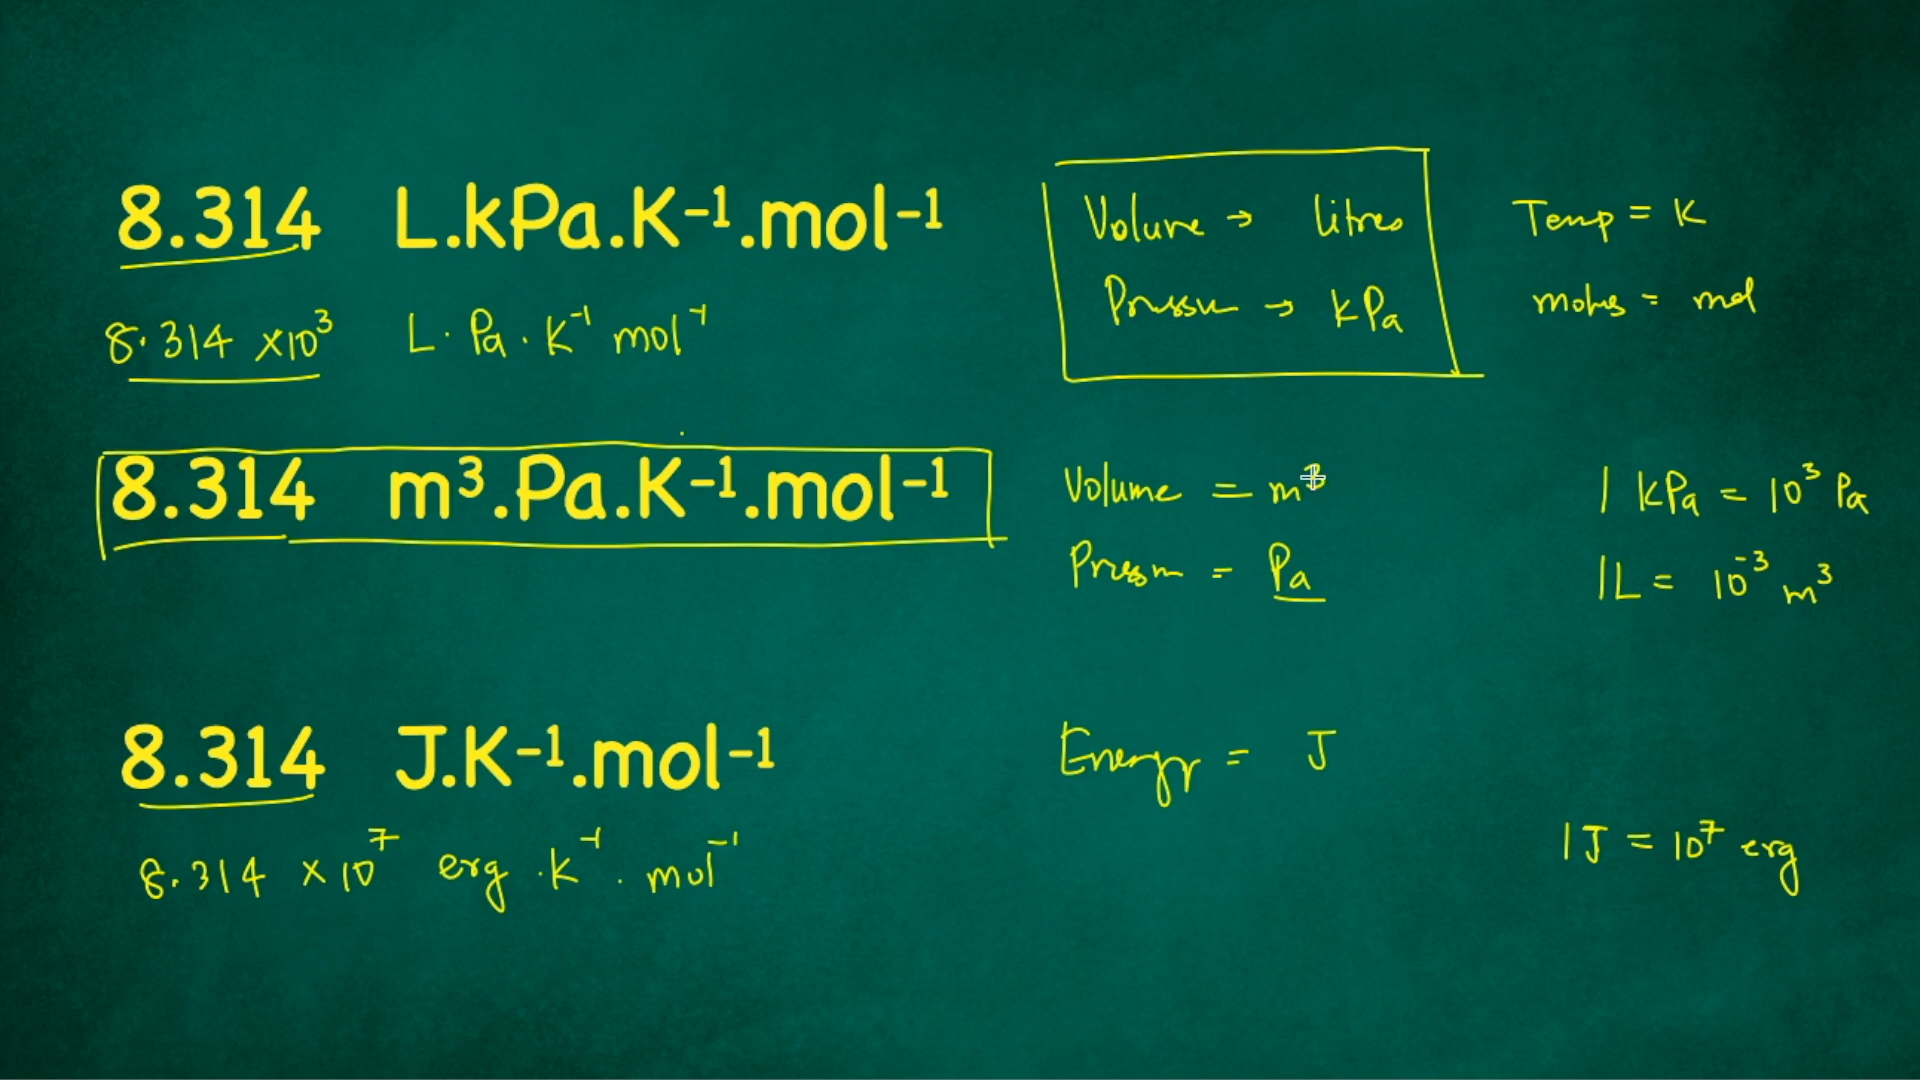 8.314 L.kPa.K⁻¹.mol⁻¹
8.314 ×10³ L. Pa. K⁻¹ mol⁻¹
Volume → litres
Pressure → kPa
Temp = K
moles = mol
8.314 m³.Pa.K⁻¹.mol⁻¹
Volume = m³
Pressure = Pa
1 kPa = 10³ Pa
1L = 10⁻³ m³
8.314 J.K⁻¹.mol⁻¹
8.314 ×10⁷ erg .K⁻¹. mol⁻¹
Energy = J
1J = 10⁷ erg